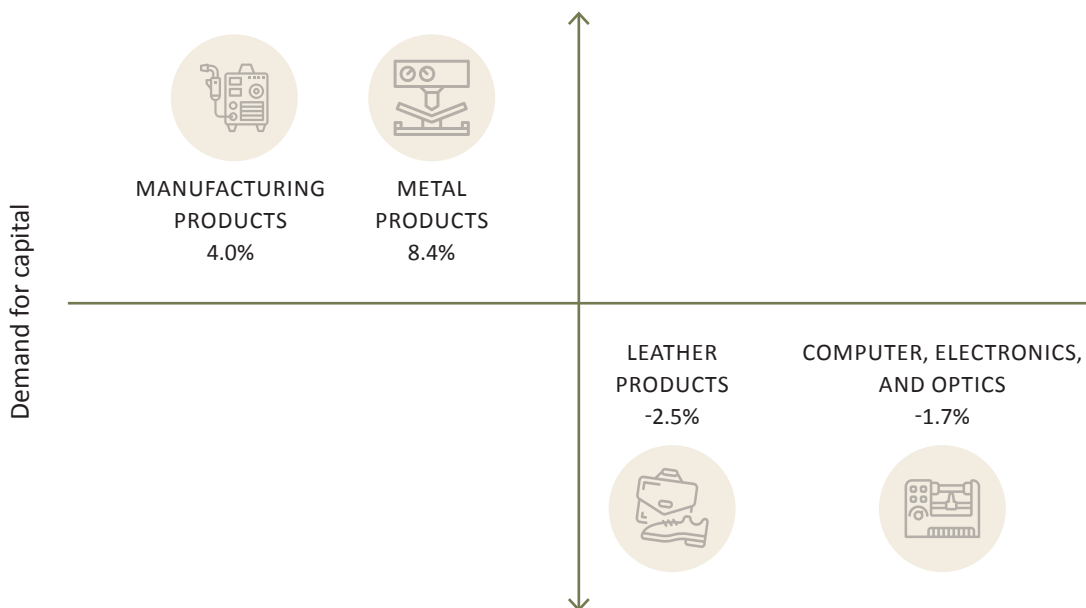 Demand for capital
MANUFACTURING
PRODUCTS
4.0%
METAL
PRODUCTS
8.4%
LEATHER
PRODUCTS
-2.5%
COMPUTER, ELECTRONICS,
AND OPTICS
-1.7%